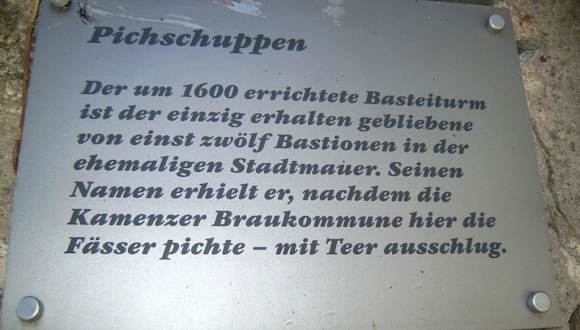 Pichschuppen
Der um 1600 errichtete Basteiturm
ist der einzig erhalten gebliebene
von einst zwölf Bastionen in der
ehemaligen Stadtmauer. Seinen
Namen erhielt er, nachdem die
Kamenzer Braukommune hier die
Fässer pichte – mit Teer ausschlug.